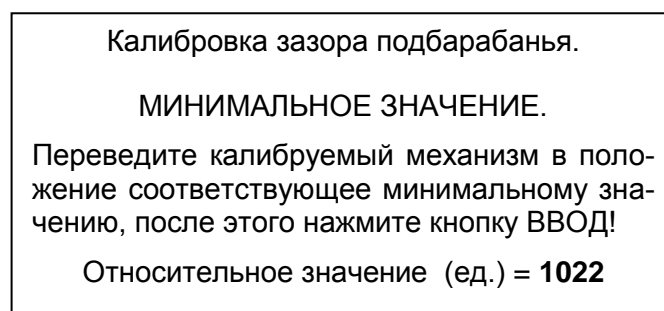 Калибровка зазора подбарабанья.
МИНИМАЛЬНОЕ ЗНАЧЕНИЕ.
Переведите калибруемый механизм в поло-
жение соответствующее минимальному зна-
чению, после этого нажмите кнопку ВВОД!
Относительное значение (ед.) = 1022